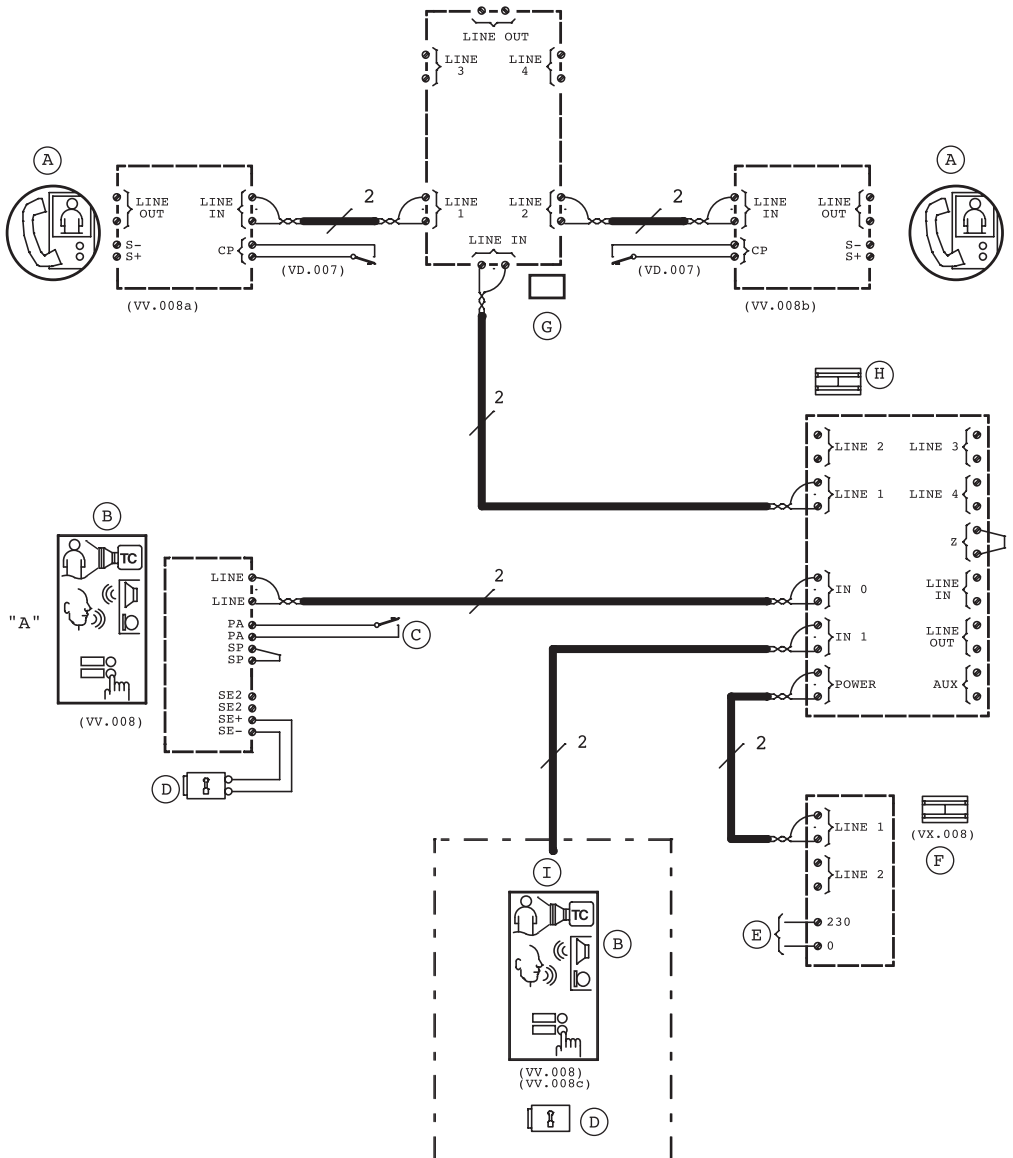 LINE OUT
LINE 3
LINE 4
A
A
LINE OUT
LINE IN
2
LINE 1
LINE 2
2
LINE IN
LINE OUT
S-
S+
CP
(VD.007)
LINE IN
(VD.007)
CP
S-
S+
(VV.008a)
G
(VV.008b)
H
2
LINE 2
LINE 3
LINE 1
LINE 4
B
Z
TC
"A"
LINE
LINE
PA
PA
SP
SP
C
2
IN 0
LINE IN
IN 1
LINE OUT
POWER
AUX
SE2
SE2
SE+
SE-
(VV.008)
2
2
D
LINE 1
(VX.008)
LINE 2
F
I
E
230
0
TC
B
(VV.008)
(VV.008c)
D